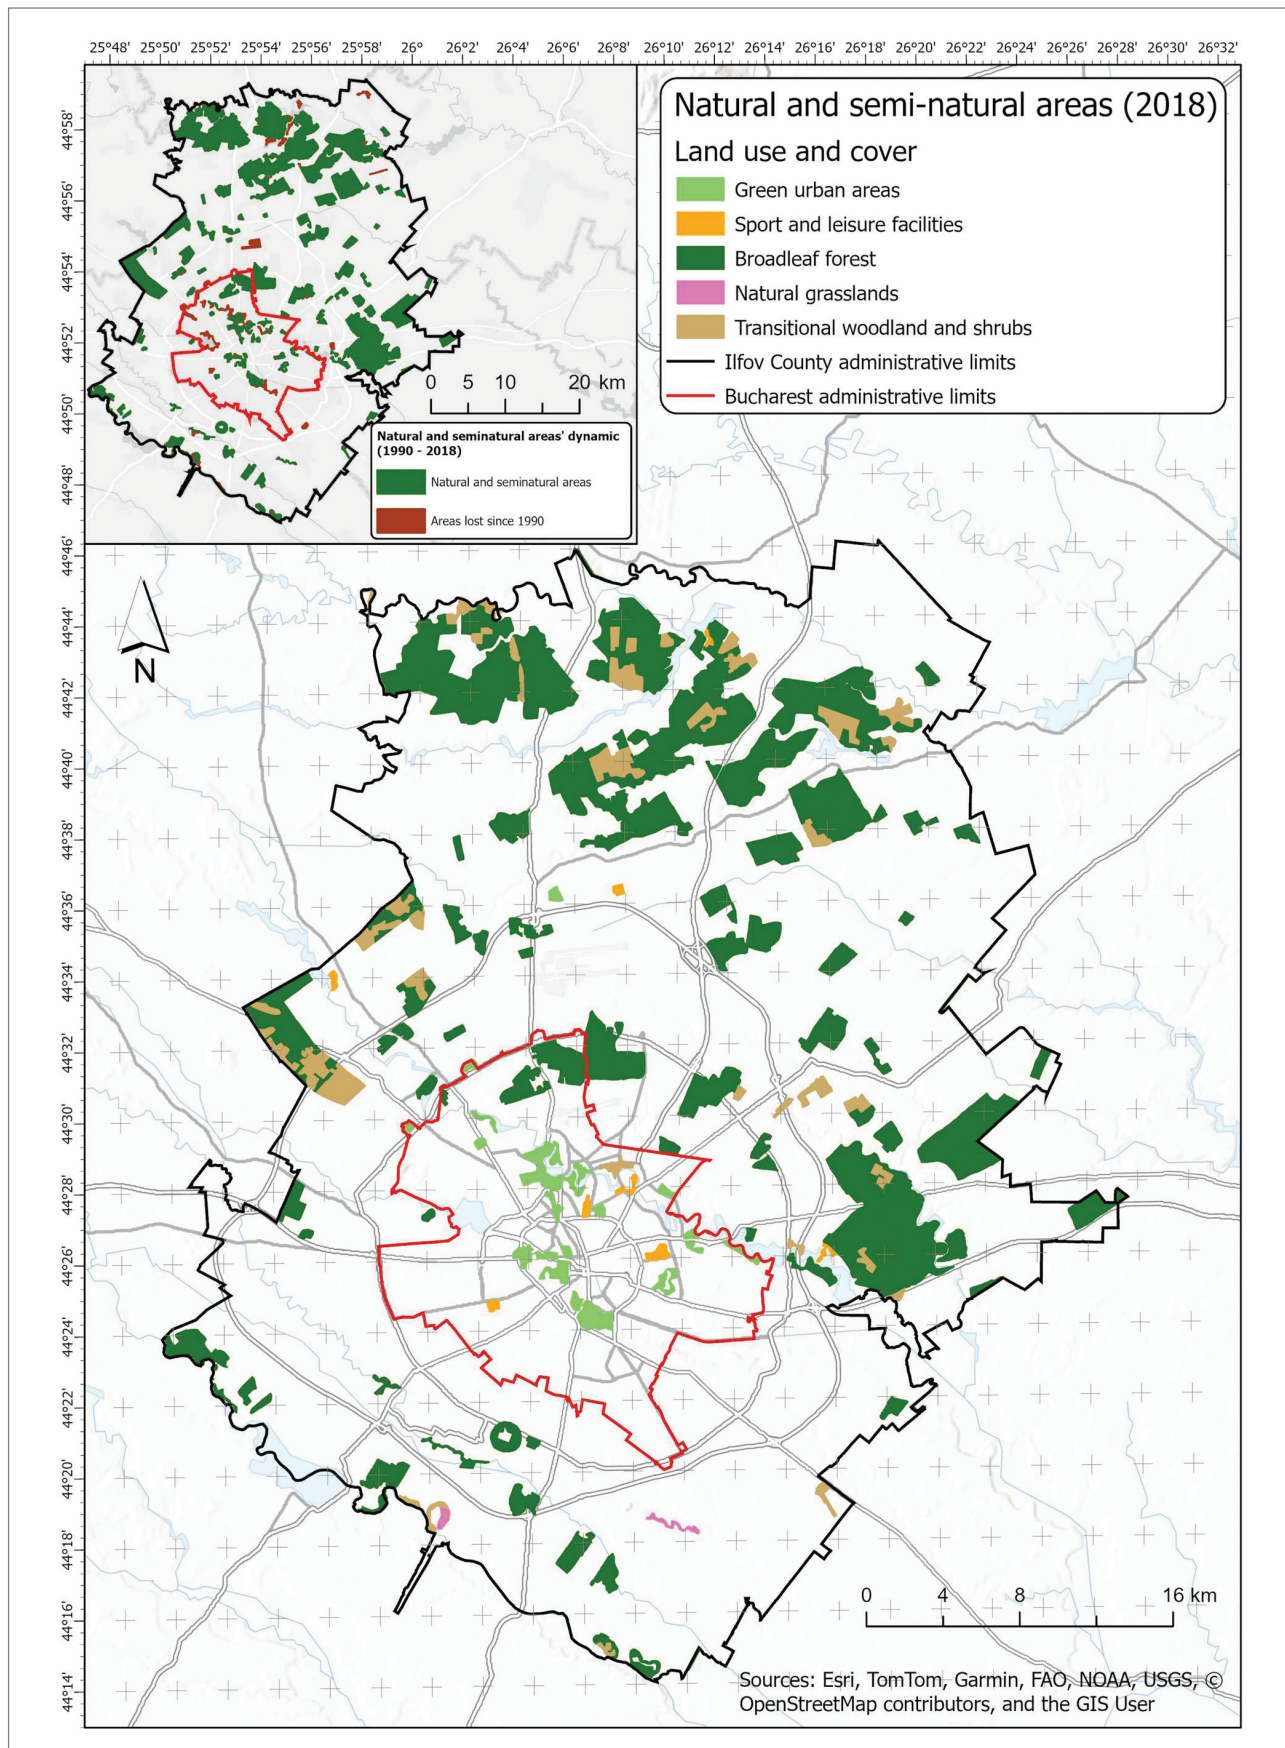 25°48' 25°50' 25°52' 25°54' 25°56' 25°58' 26° 26°2' 26°4' 26°6' 26°8' 26°10' 26°12' 26°14' 26°16' 26°18' 26°20' 26°22' 26°24' 26°26' 26°28' 26°30' 26°32'
44°58'
44°56'
44°54'
44°52'
44°50'
44°48'
44°46'
44°44'
44°42'
44°40'
44°38'
44°36'
44°34'
44°32'
44°30'
44°28'
44°26'
44°24'
44°22'
44°20'
44°18'
44°16'
44°14'
0 5 10 20 km
Natural and seminatural areas' dynamic
(1990 - 2018)
Natural and seminatural areas
Areas lost since 1990
Natural and semi-natural areas (2018)
Land use and cover
Green urban areas
Sport and leisure facilities
Broadleaf forest
Natural grasslands
Transitional woodland and shrubs
Ilfov County administrative limits
Bucharest administrative limits
N
0 4 8 16 km
Sources: Esri, TomTom, Garmin, FAO, NOAA, USGS, ©
OpenStreetMap contributors, and the GIS User